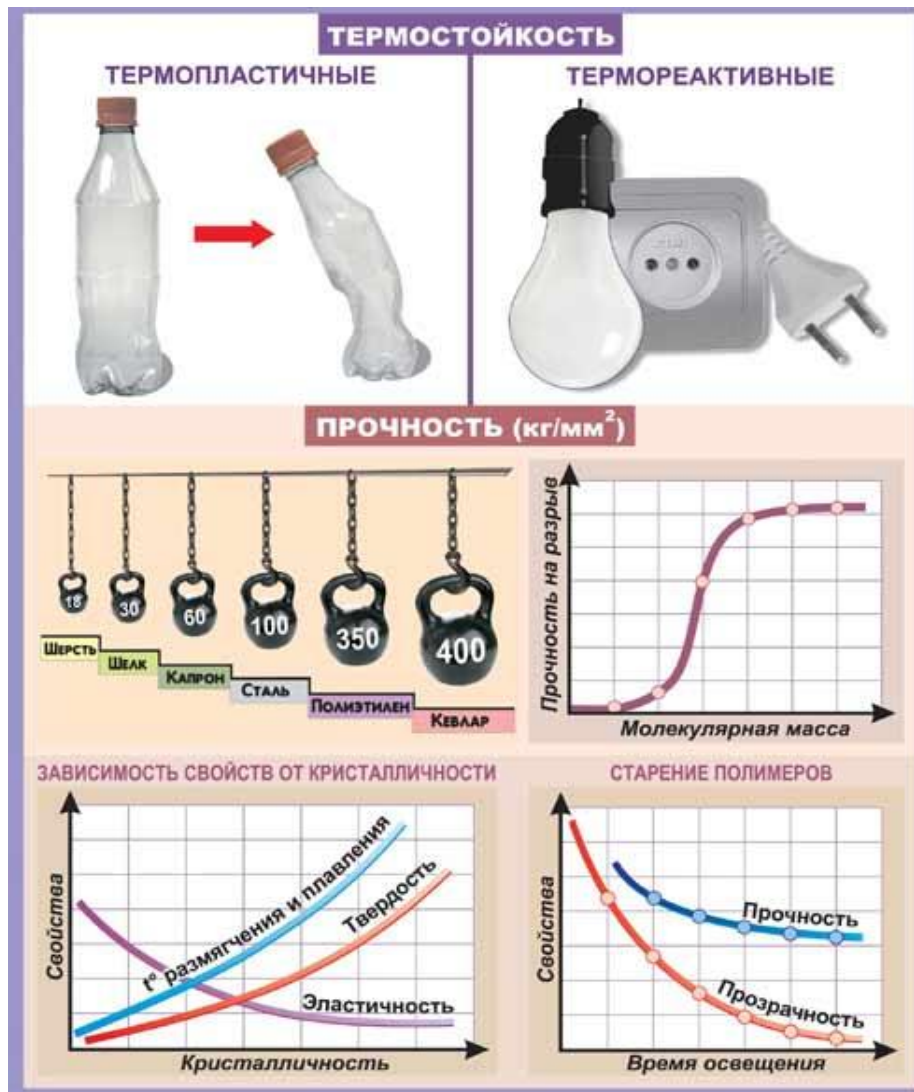 ТЕРМОСТОЙКОСТЬ
ТЕРМОПЛАСТИЧНЫЕ
ТЕРМОРЕАКТИВНЫЕ
ПРОЧНОСТЬ (кг/мм²)
18
30
60
100
350
400
ШЕРСТЬ
ШЕЛК
КАПРОН
СТАЛЬ
ПОЛИЭТИЛЕН
КЕВЛАР
Прочность на разрыв
Молекулярная масса
ЗАВИСИМОСТЬ СВОЙСТВ ОТ КРИСТАЛЛИЧНОСТИ
Свойства
t° размягчения и плавления
Твердость
Эластичность
Кристалличность
СТАРЕНИЕ ПОЛИМЕРОВ
Свойства
Прочность
Прозрачность
Время освещения